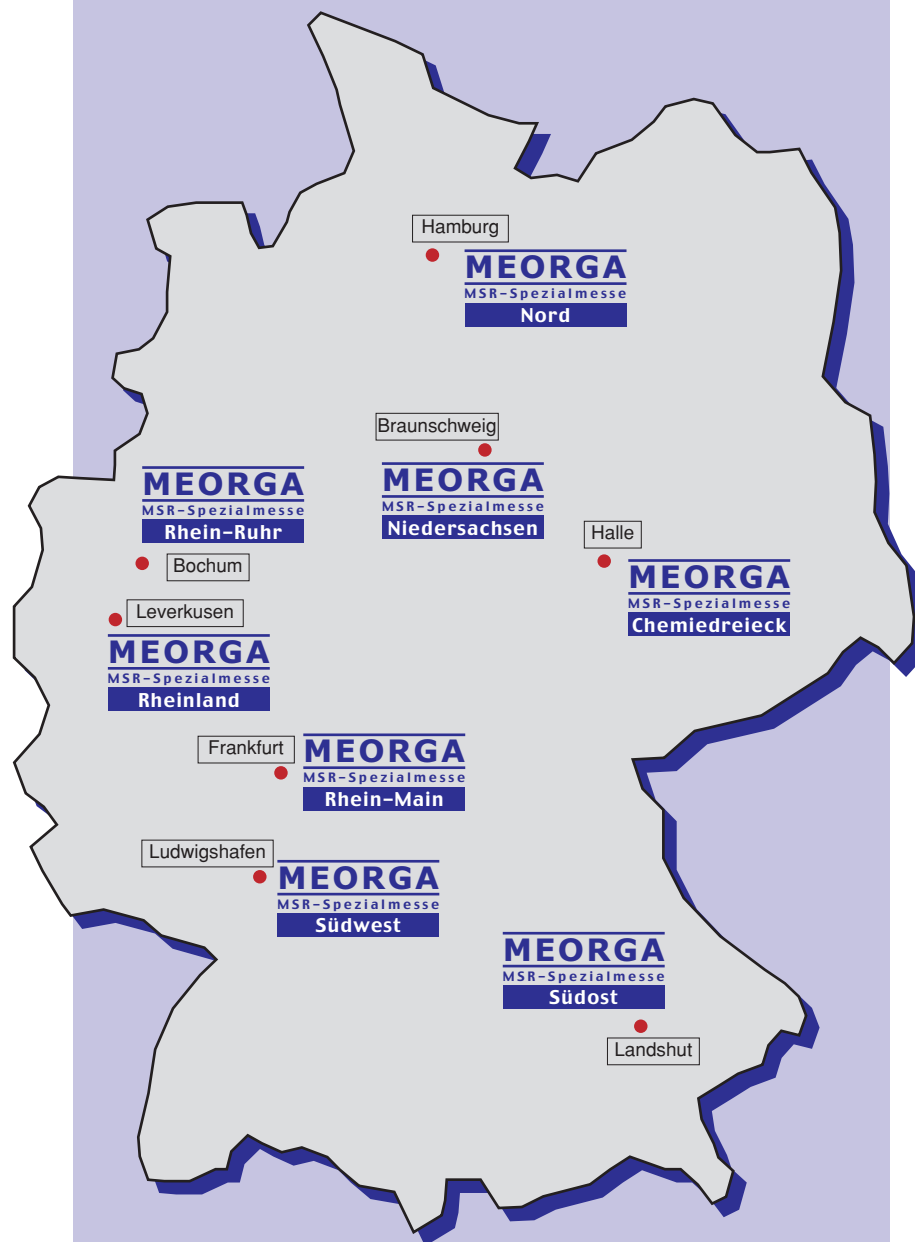 Hamburg
MEORGA
MSR-Spezialmesse
Nord
Braunschweig
MEORGA
MSR-Spezialmesse
Niedersachsen
MEORGA
MSR-Spezialmesse
Rhein-Ruhr
Bochum
Halle
MEORGA
MSR-Spezialmesse
Chemiedreieck
Leverkusen
MEORGA
MSR-Spezialmesse
Rheinland
Frankfurt
MEORGA
MSR-Spezialmesse
Rhein-Main
Ludwigshafen
MEORGA
MSR-Spezialmesse
Südwest
MEORGA
MSR-Spezialmesse
Südost
Landshut